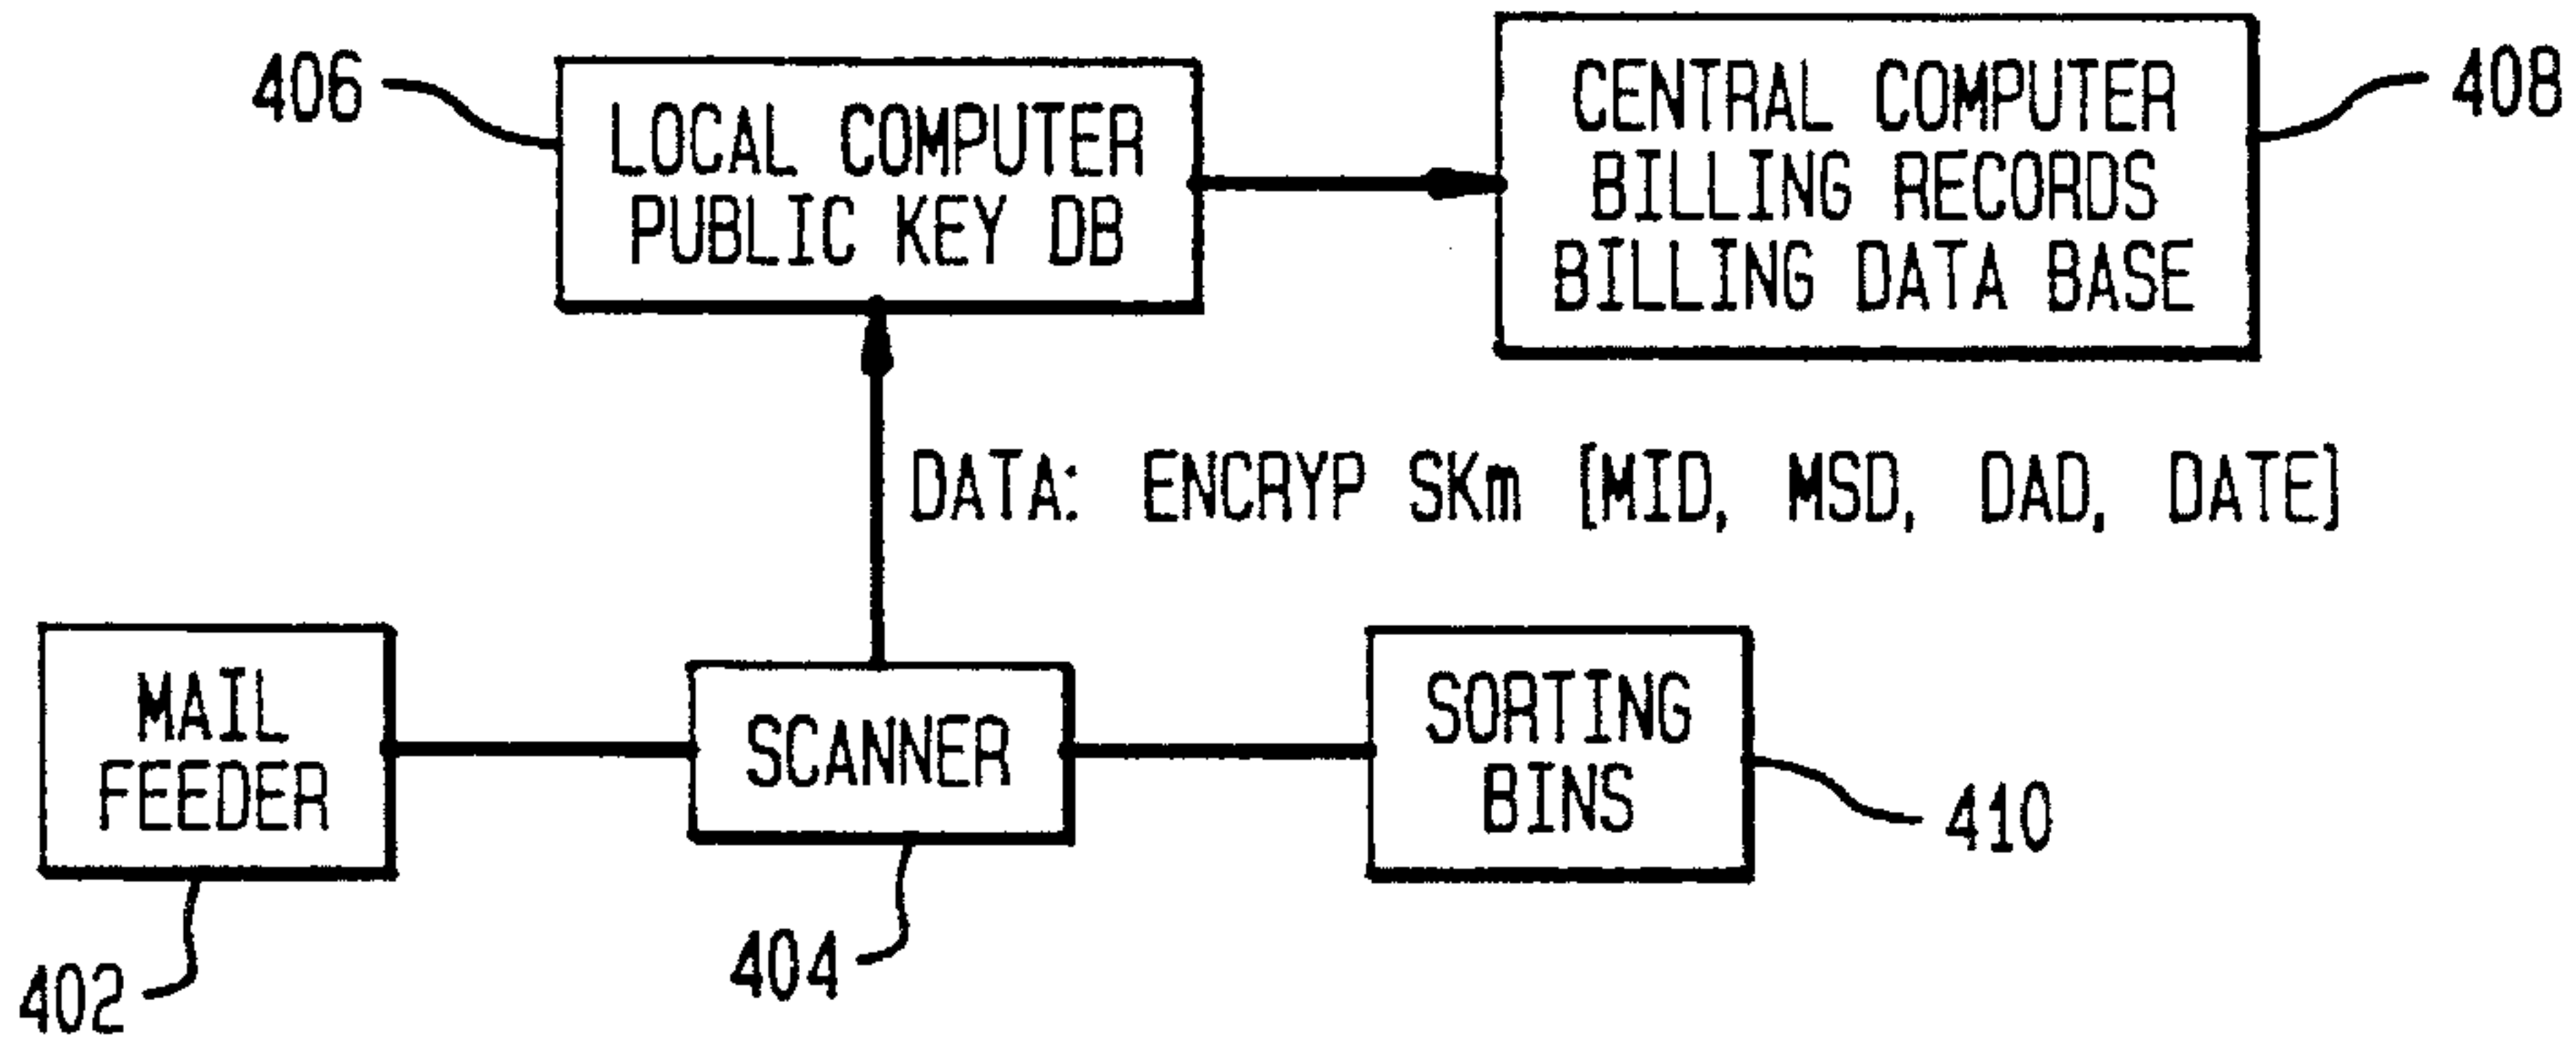 406
LOCAL COMPUTER
PUBLIC KEY DB
CENTRAL COMPUTER
BILLING RECORDS
BILLING DATA BASE
408
DATA: ENCRYP SKm [MID, MSD, DAD, DATE]
MAIL
FEEDER
402
SCANNER
404
SORTING
BINS
410